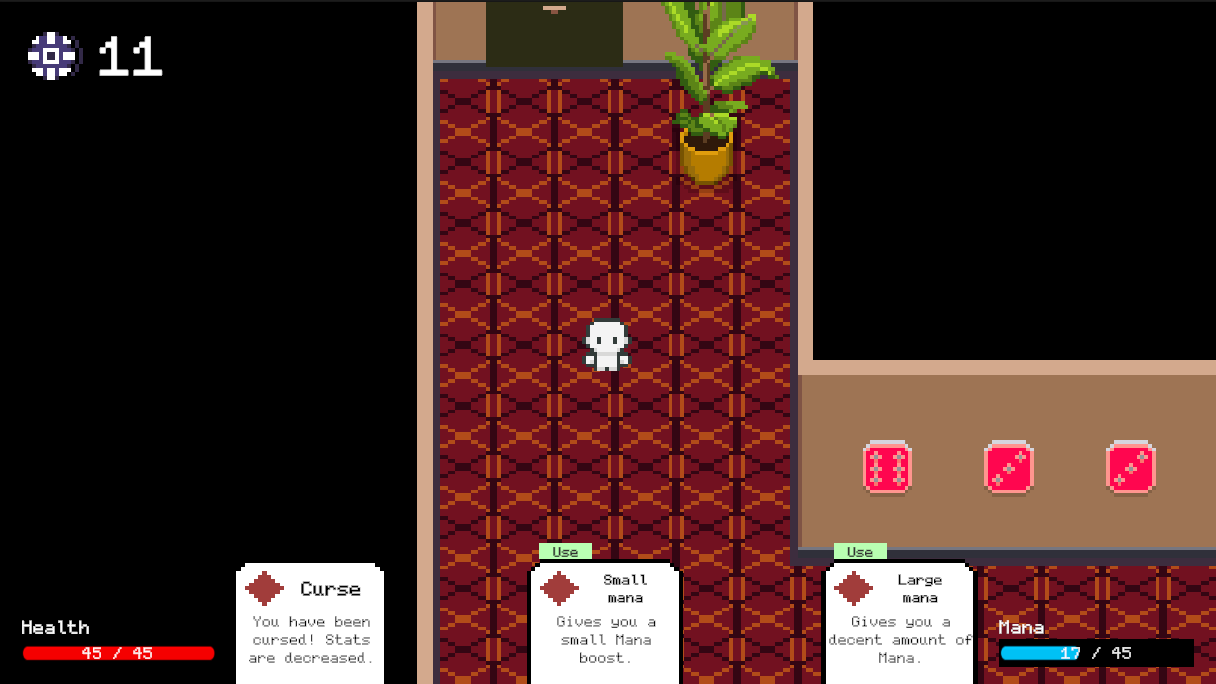 11
Use
Use
Curse
You have been
cursed! Stats
are decreased.
Small
mana
Gives you a
small Mana
boost.
Large
mana
Gives you a
decent amount of
Mana.
Health
45 / 45
Mana
17 / 45